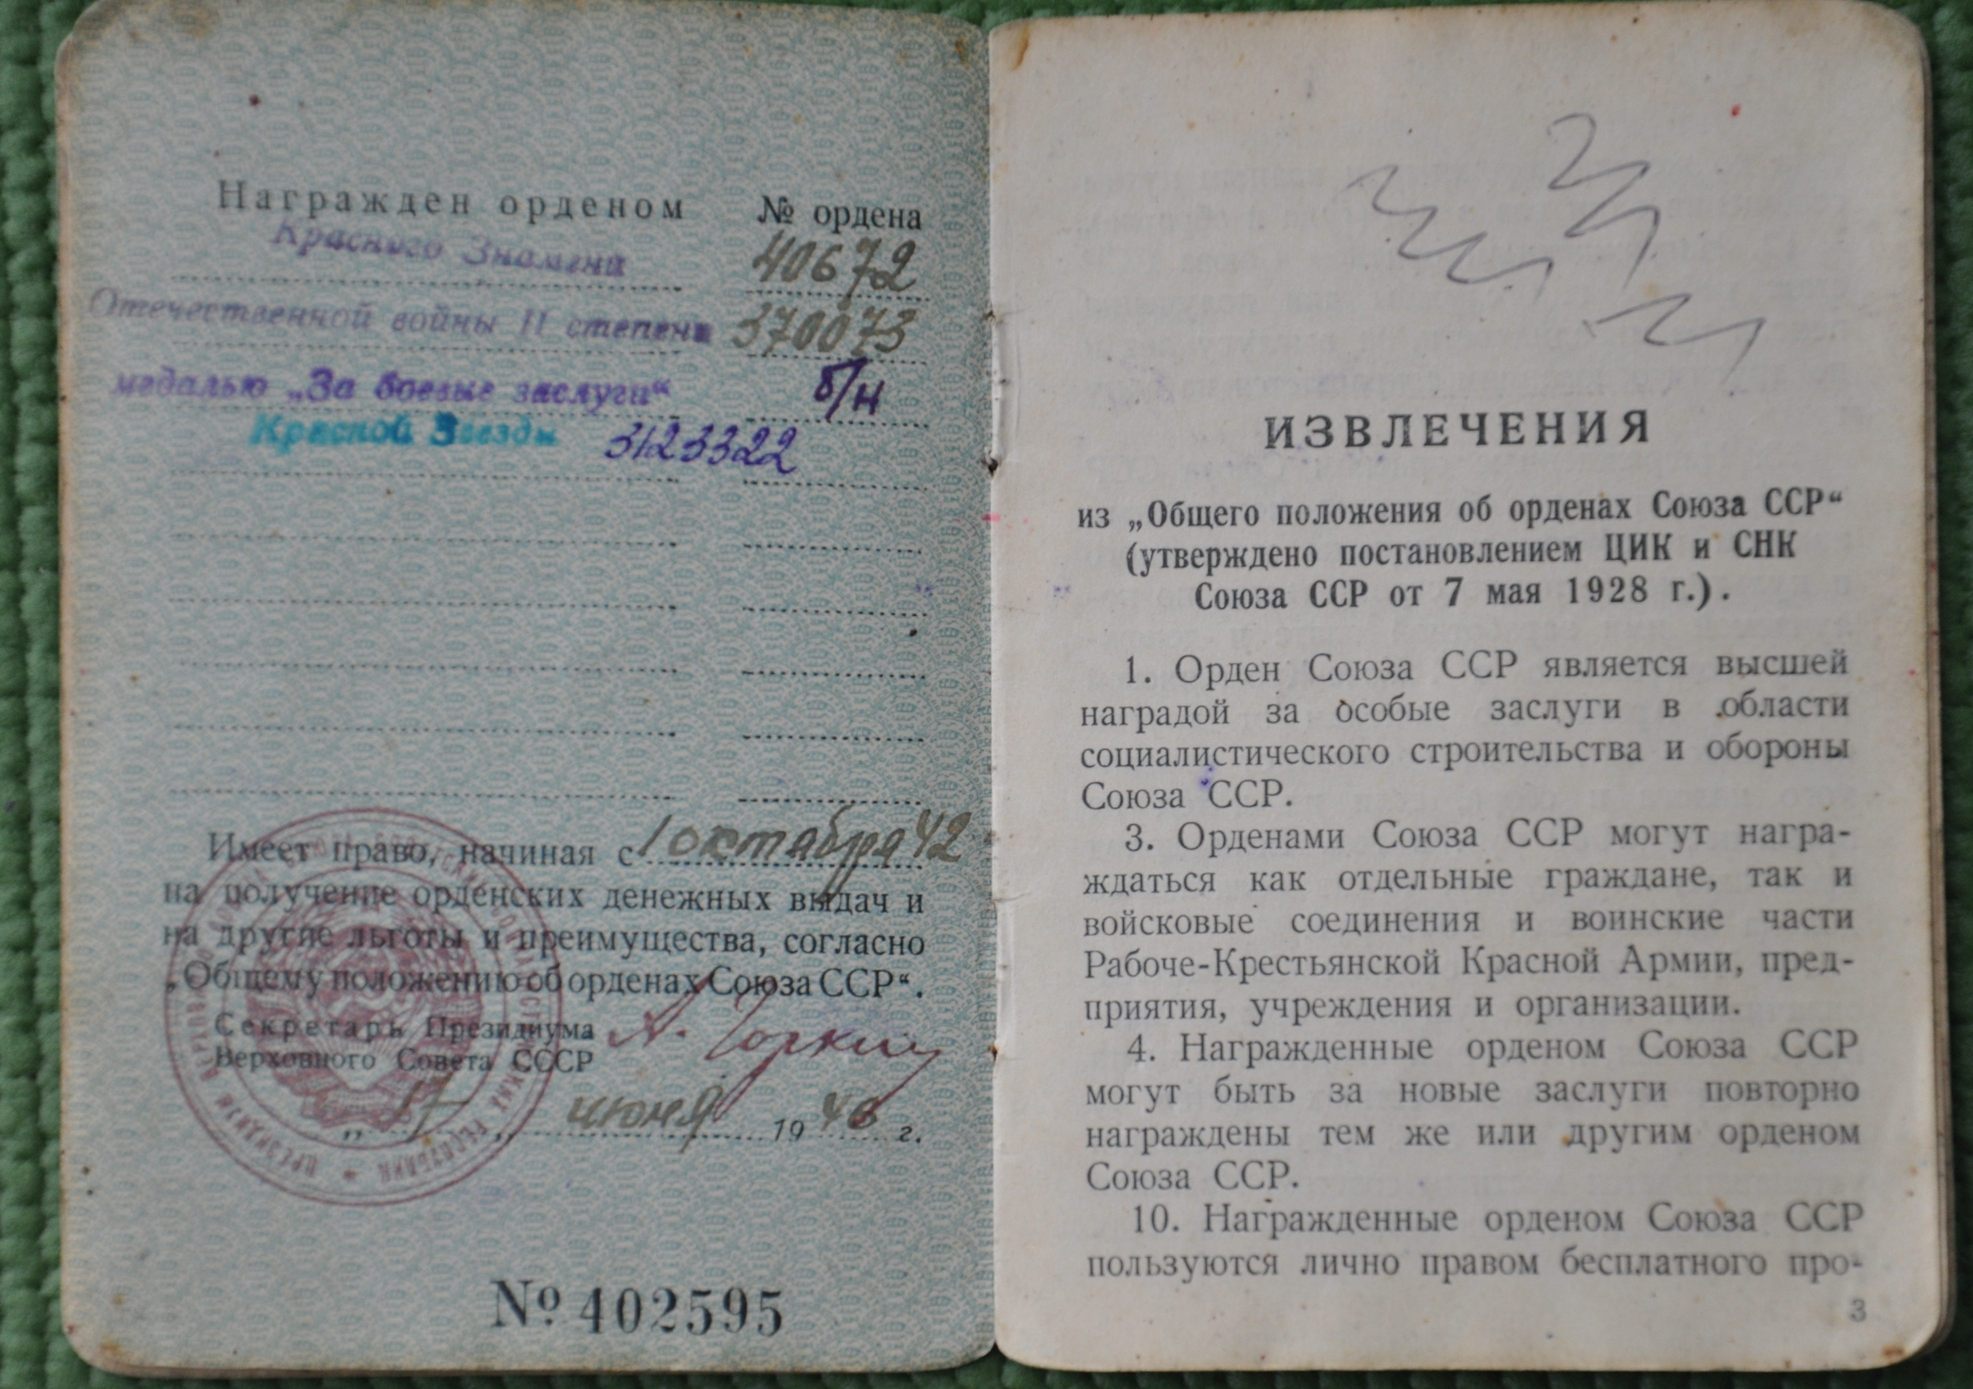 Награжден орденом № ордена
Красного Знамени 40672
Отечественной войны II степени 370073
медалью „За боевые заслуги“ б/н
Красной Звезды 3123322
Имеет право, начиная с 1 октября 42
на получение орденских денежных выдач и
на другие льготы и преимущества, согласно
„Общему положению об орденах Союза ССР“.
Секретарь Президиума
Верховного Совета СССР А. Горкин
„17„ июня 1946 г.
№ 402595
ИЗВЛЕЧЕНИЯ
из „Общего положения об орденах Союза ССР“
(утверждено постановлением ЦИК и СНК
Союза ССР от 7 мая 1928 г.).
1. Орден Союза ССР является высшей
наградой за особые заслуги в области
социалистического строительства и обороны
Союза ССР.
3. Орденами Союза ССР могут награ-
ждаться как отдельные граждане, так и
войсковые соединения и воинские части
Рабоче-Крестьянской Красной Армии, пред-
приятия, учреждения и организации.
4. Награжденные орденом Союза ССР
могут быть за новые заслуги повторно
награждены тем же или другим орденом
Союза ССР.
10. Награжденные орденом Союза ССР
пользуются лично правом бесплатного про-
3